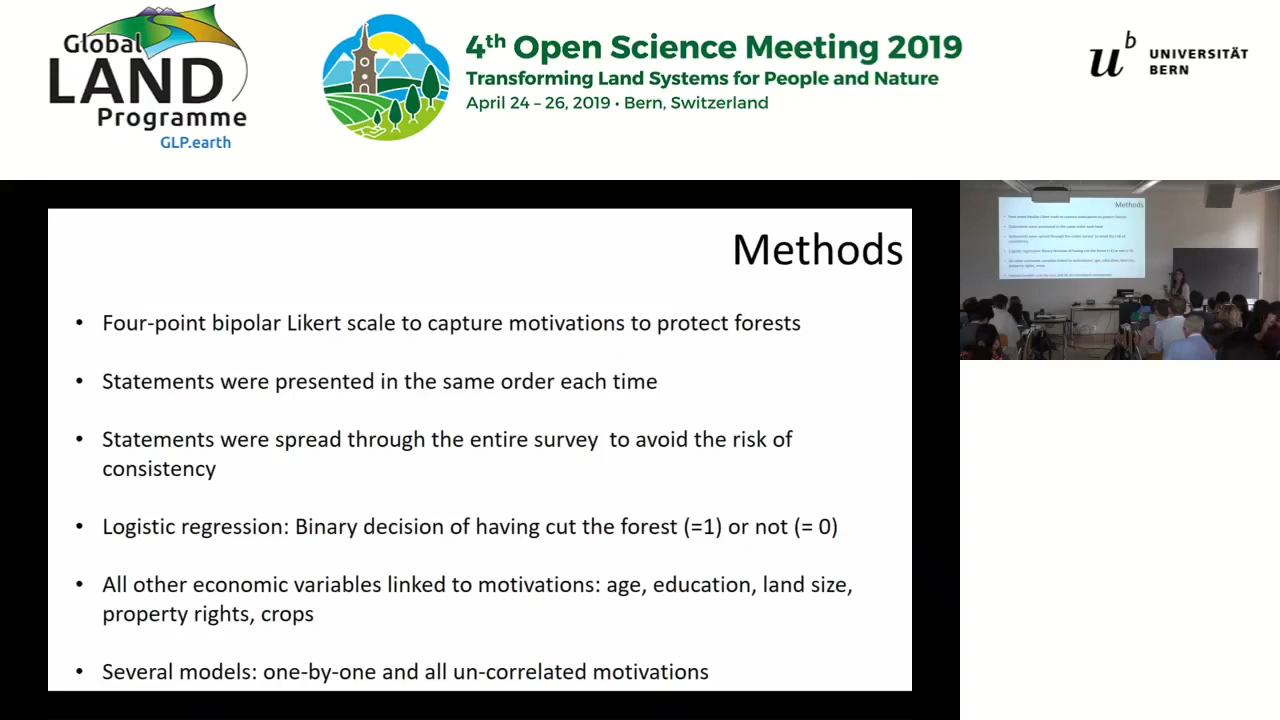 Global
LAND
Programme
GLP.earth
4th Open Science Meeting 2019
Transforming Land Systems for People and Nature
April 24 – 26, 2019 • Bern, Switzerland
u b UNIVERSITÄT
BERN
Methods
• Four-point bipolar Likert scale to capture motivations to protect forests
• Statements were presented in the same order each time
• Statements were spread through the entire survey to avoid the risk of
consistency
• Logistic regression: Binary decision of having cut the forest (=1) or not (= 0)
• All other economic variables linked to motivations: age, education, land size,
property rights, crops
• Several models: one-by-one and all un-correlated motivations
Methods